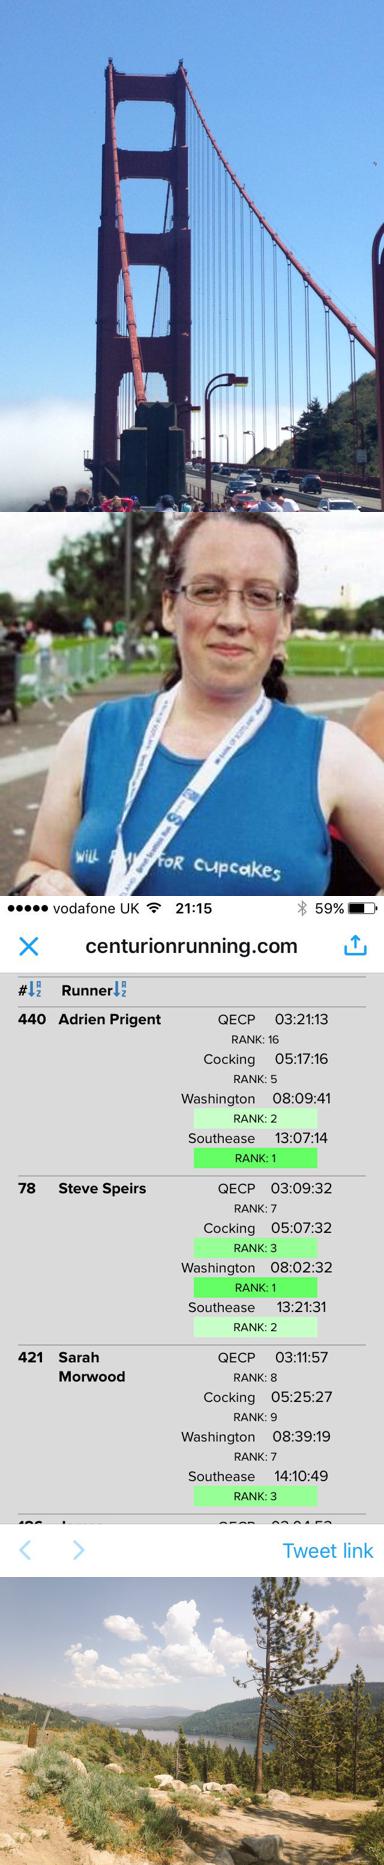 will run for cupcakes
vodafone UK 21:15 59%
centurionrunning.com
# Runner
440 Adrien Prigent QECP 03:21:13
RANK: 16
Cocking 05:17:16
RANK: 5
Washington 08:09:41
RANK: 2
Southease 13:07:14
RANK: 1
78 Steve Speirs QECP 03:09:32
RANK: 7
Cocking 05:07:32
RANK: 3
Washington 08:02:32
RANK: 1
Southease 13:21:31
RANK: 2
421 Sarah Morwood QECP 03:11:57
RANK: 8
Cocking 05:25:27
RANK: 9
Washington 08:39:19
RANK: 7
Southease 14:10:49
RANK: 3
Tweet link